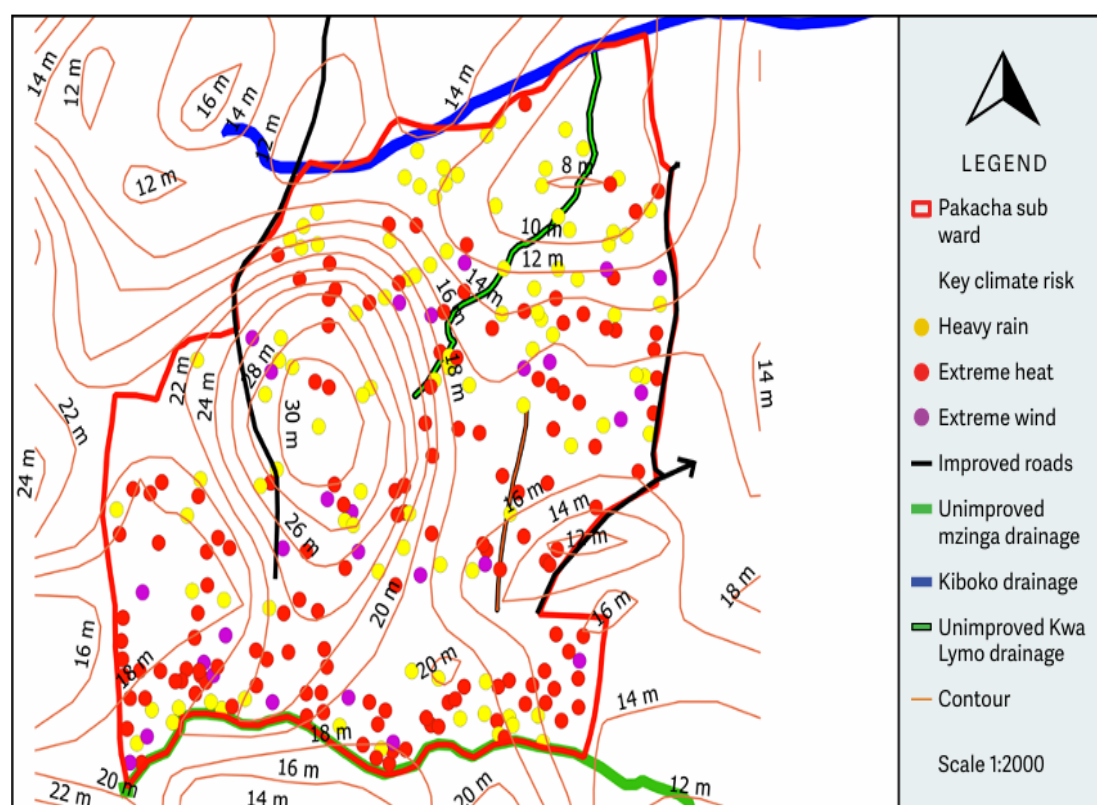 14 m
12 m
16 m
14 m
12 m
14 m
12 m
8 m
10 m
12 m
14 m
16 m
18 m
22 m
24 m
28 m
30 m
26 m
22 m
24 m
14 m
16 m
14 m
12 m
18 m
16 m
20 m
16 m
18 m
20 m
18 m
14 m
16 m
20 m
22 m
14 m
20 m
12 m
LEGEND
Pakacha sub
ward
Key climate risk
Heavy rain
Extreme heat
Extreme wind
Improved roads
Unimproved
mzinga drainage
Kiboko drainage
Unimproved Kwa
Lymo drainage
Contour
Scale 1:2000